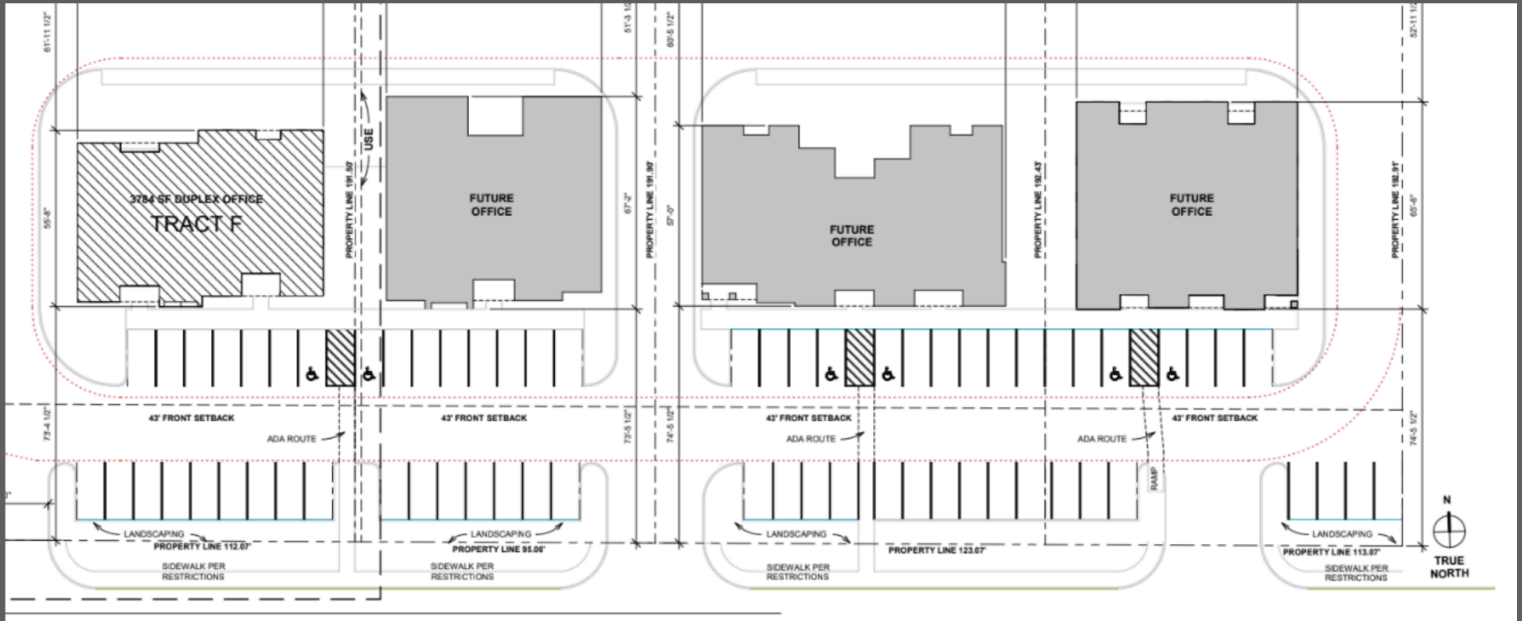 61'-11 1/2"
51'-3 1/2"
60'-5 1/2"
52'-11 1/2"
USE
3784 SF DUPLEX OFFICE
TRACT F
55'-8"
PROPERTY LINE 191.50'
FUTURE
OFFICE
67'-2"
PROPERTY LINE 191.90'
57'-0"
FUTURE
OFFICE
PROPERTY LINE 192.43'
FUTURE
OFFICE
PROPERTY LINE 192.91'
65'-6"
73'-4 1/2"
43' FRONT SETBACK
43' FRONT SETBACK
73'-5 1/2"
74'-5 1/2"
43' FRONT SETBACK
43' FRONT SETBACK
74'-5 1/2"
ADA ROUTE
ADA ROUTE
ADA ROUTE
RAMP
LANDSCAPING
LANDSCAPING
LANDSCAPING
LANDSCAPING
PROPERTY LINE 112.07'
PROPERTY LINE 95.06'
PROPERTY LINE 123.07'
PROPERTY LINE 113.07'
SIDEWALK PER
RESTRICTIONS
SIDEWALK PER
RESTRICTIONS
SIDEWALK PER
RESTRICTIONS
SIDEWALK PER
RESTRICTIONS
N
TRUE
NORTH